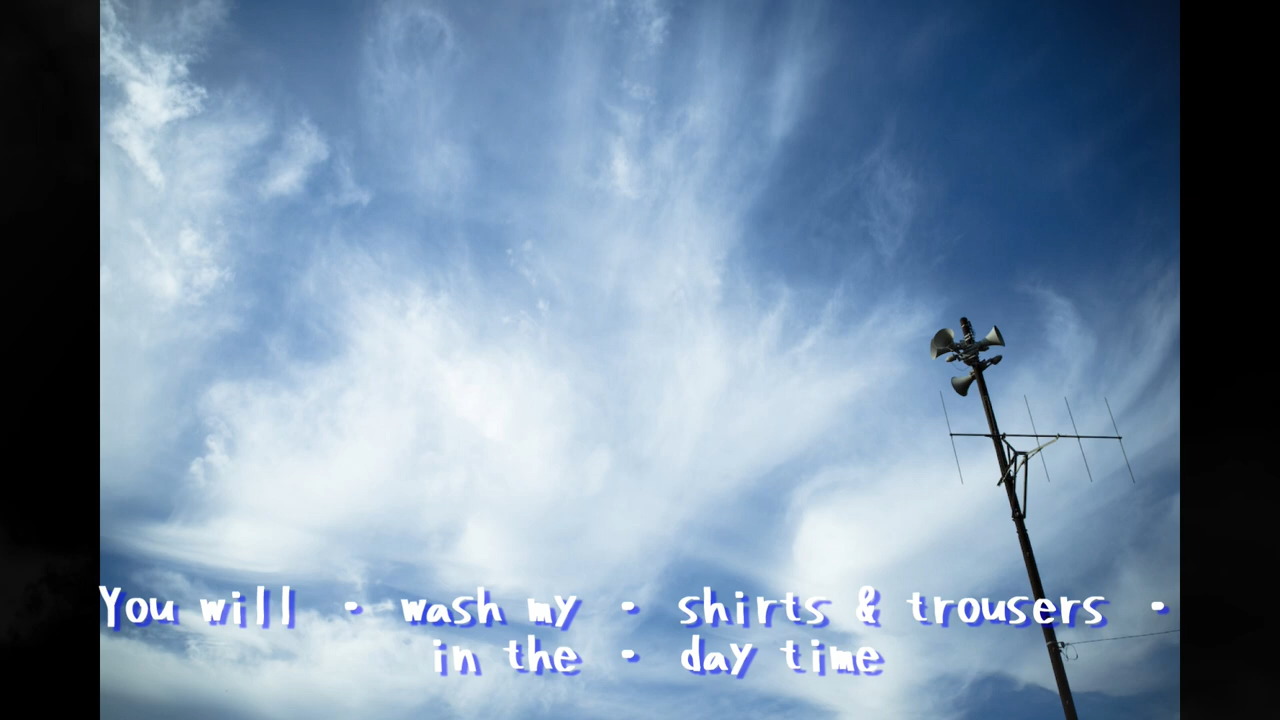 You will · wash my · shirts & trousers ·
in the · day time